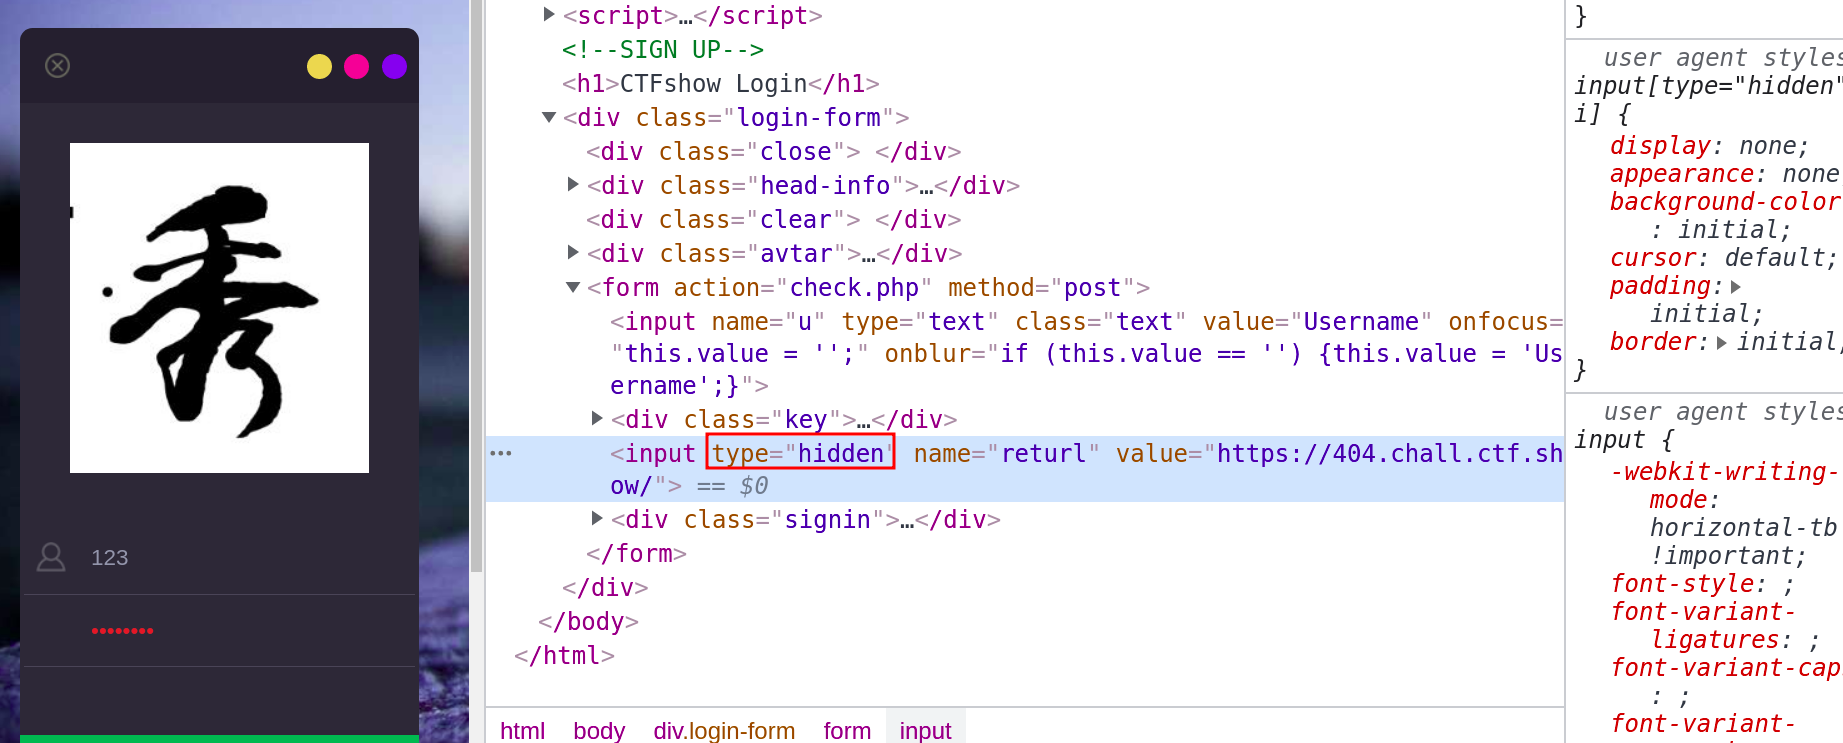 秀
123
<script>…</script>
<!--SIGN UP-->
<h1>CTFshow Login</h1>
<div class="login-form">
<div class="close"> </div>
<div class="head-info">…</div>
<div class="clear"> </div>
<div class="avtar">…</div>
<form action="check.php" method="post">
<input name="u" type="text" class="text" value="Username" onfocus=
"this.value = '';" onblur="if (this.value == '') {this.value = 'Us
ername';}">
<div class="key">…</div>
<input type="hidden" name="returl" value="https://404.chall.ctf.sh
ow/"> == $0
<div class="signin">…</div>
</form>
</div>
</body>
</html>
html body div.login-form form input
}
user agent styles
input[type="hidden"
i] {
display: none;
appearance: none
background-color
: initial;
cursor: default;
padding:
initial;
border: initial;
}
user agent styles
input {
-webkit-writing-
mode:
horizontal-tb
!important;
font-style: ;
font-variant-
ligatures: ;
font-variant-cap
: ;
font-variant-